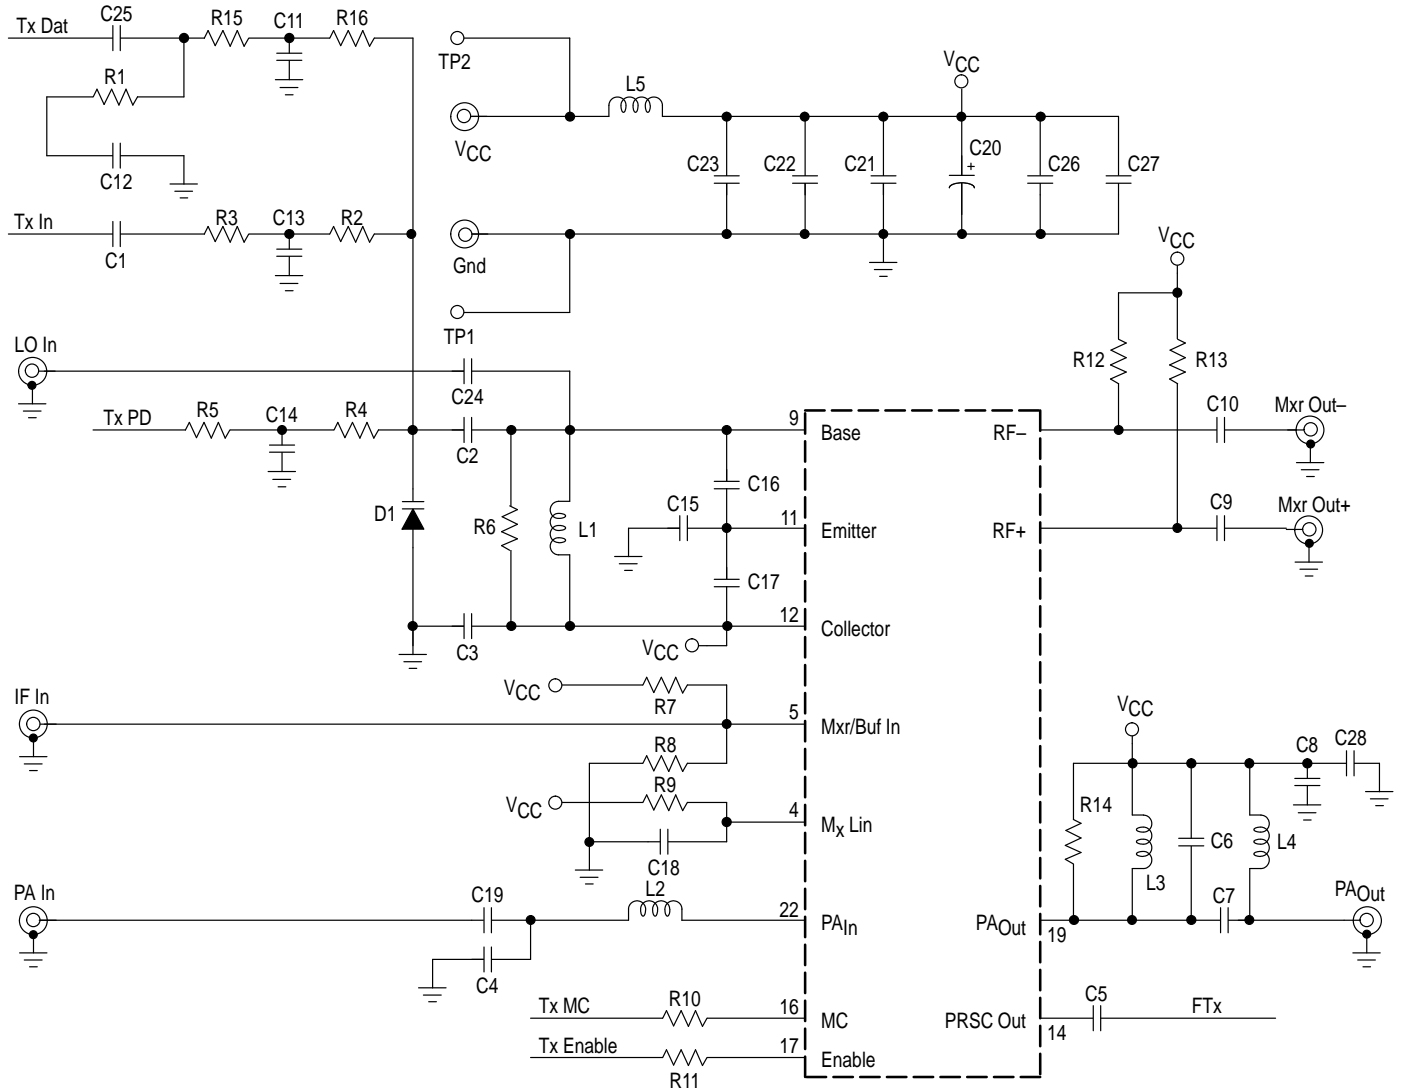 C25
R15
C11
R16
Tx Dat
TP2
VCC
R1
L5
VCC
C12
C23
C22
C21
C20
+
C26
C27
Tx In
R3
C13
R2
C1
Gnd
VCC
TP1
LO In
C24
R12
R13
Tx PD
R5
C14
R4
C2
9
Base
RF–
C10
Mxr Out–
D1
R6
L1
C16
C15
11
Emitter
RF+
C9
Mxr Out+
C17
12
Collector
C3
VCC
IF In
VCC
R7
5
Mxr/Buf In
VCC
R8
C8
C28
VCC
R9
4
Mx Lin
C18
R14
L3
C6
L4
PA In
C19
L2
22
PAIn
PAOut
19
C7
PAOut
C4
Tx MC
R10
16
MC
PRSC Out
14
C5
FTx
Tx Enable
R11
17
Enable